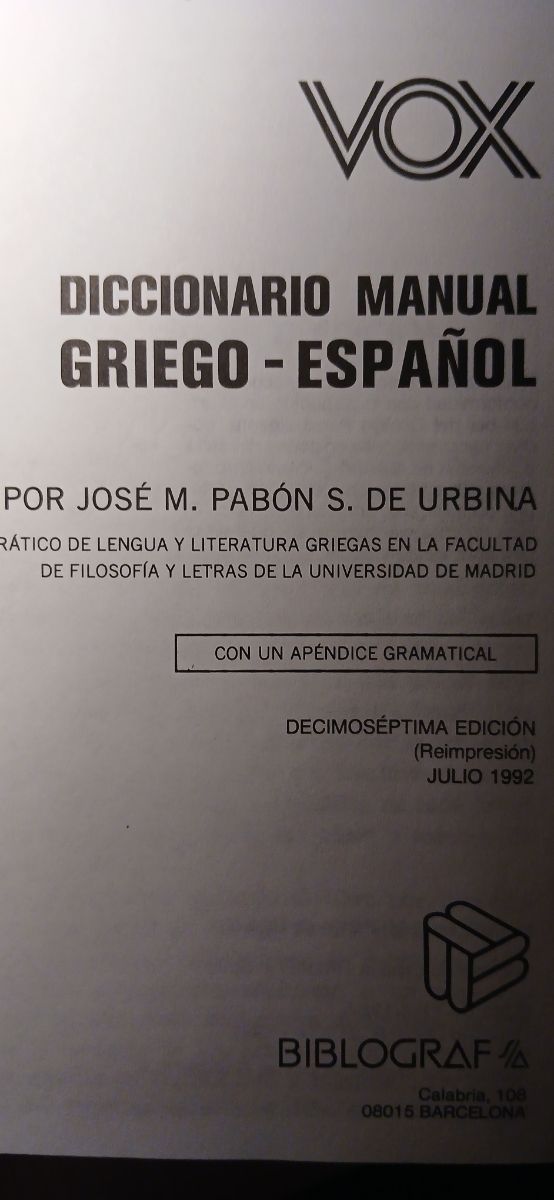 VOX
DICCIONARIO MANUAL
GRIEGO - ESPAÑOL
POR JOSÉ M. PABÓN S. DE URBINA
RÁTICO DE LENGUA Y LITERATURA GRIEGAS EN LA FACULTAD
DE FILOSOFÍA Y LETRAS DE LA UNIVERSIDAD DE MADRID
CON UN APÉNDICE GRAMATICAL
DECIMOSÉPTIMA EDICIÓN
(Reimpresión)
JULIO 1992
BIBLOGRAF S/A
Calabria, 108
08015 BARCELONA